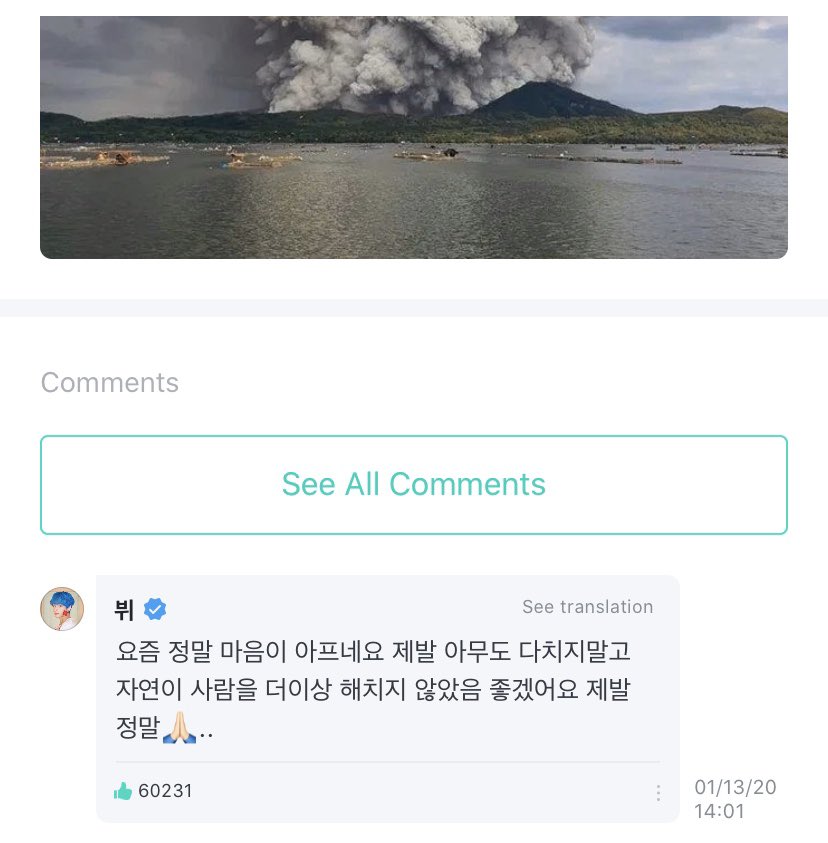 Comments
See All Comments
뷔
See translation
요즘 정말 마음이 아프네요 제발 아무도 다치지말고
자연이 사람을 더이상 해치지 않았음 좋겠어요 제발
정말🙏🏻..
60231
01/13/20
14:01